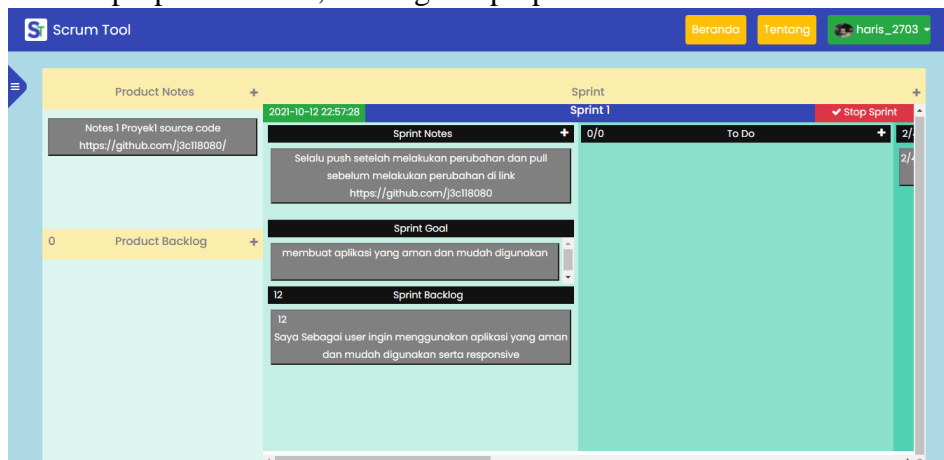 ST Scrum Tool
Beranda
Tentang
haris_2703
Product Notes +
Sprint +
Notes 1 Proyek1 source code
https://github.com/j3c118080/
2021-10-12 22:57:28
Sprint 1
Stop Sprint
Sprint Notes +
Selalu push setelah melakukan perubahan dan pull
sebelum melakukan perubahan di link
https://github.com/j3c118080
Sprint Goal
membuat aplikasi yang aman dan mudah digunakan
12 Sprint Backlog
12
Saya Sebagai user ingin menggunakan aplikasi yang aman
dan mudah digunakan serta responsive
0 Product Backlog +
0/0 To Do +